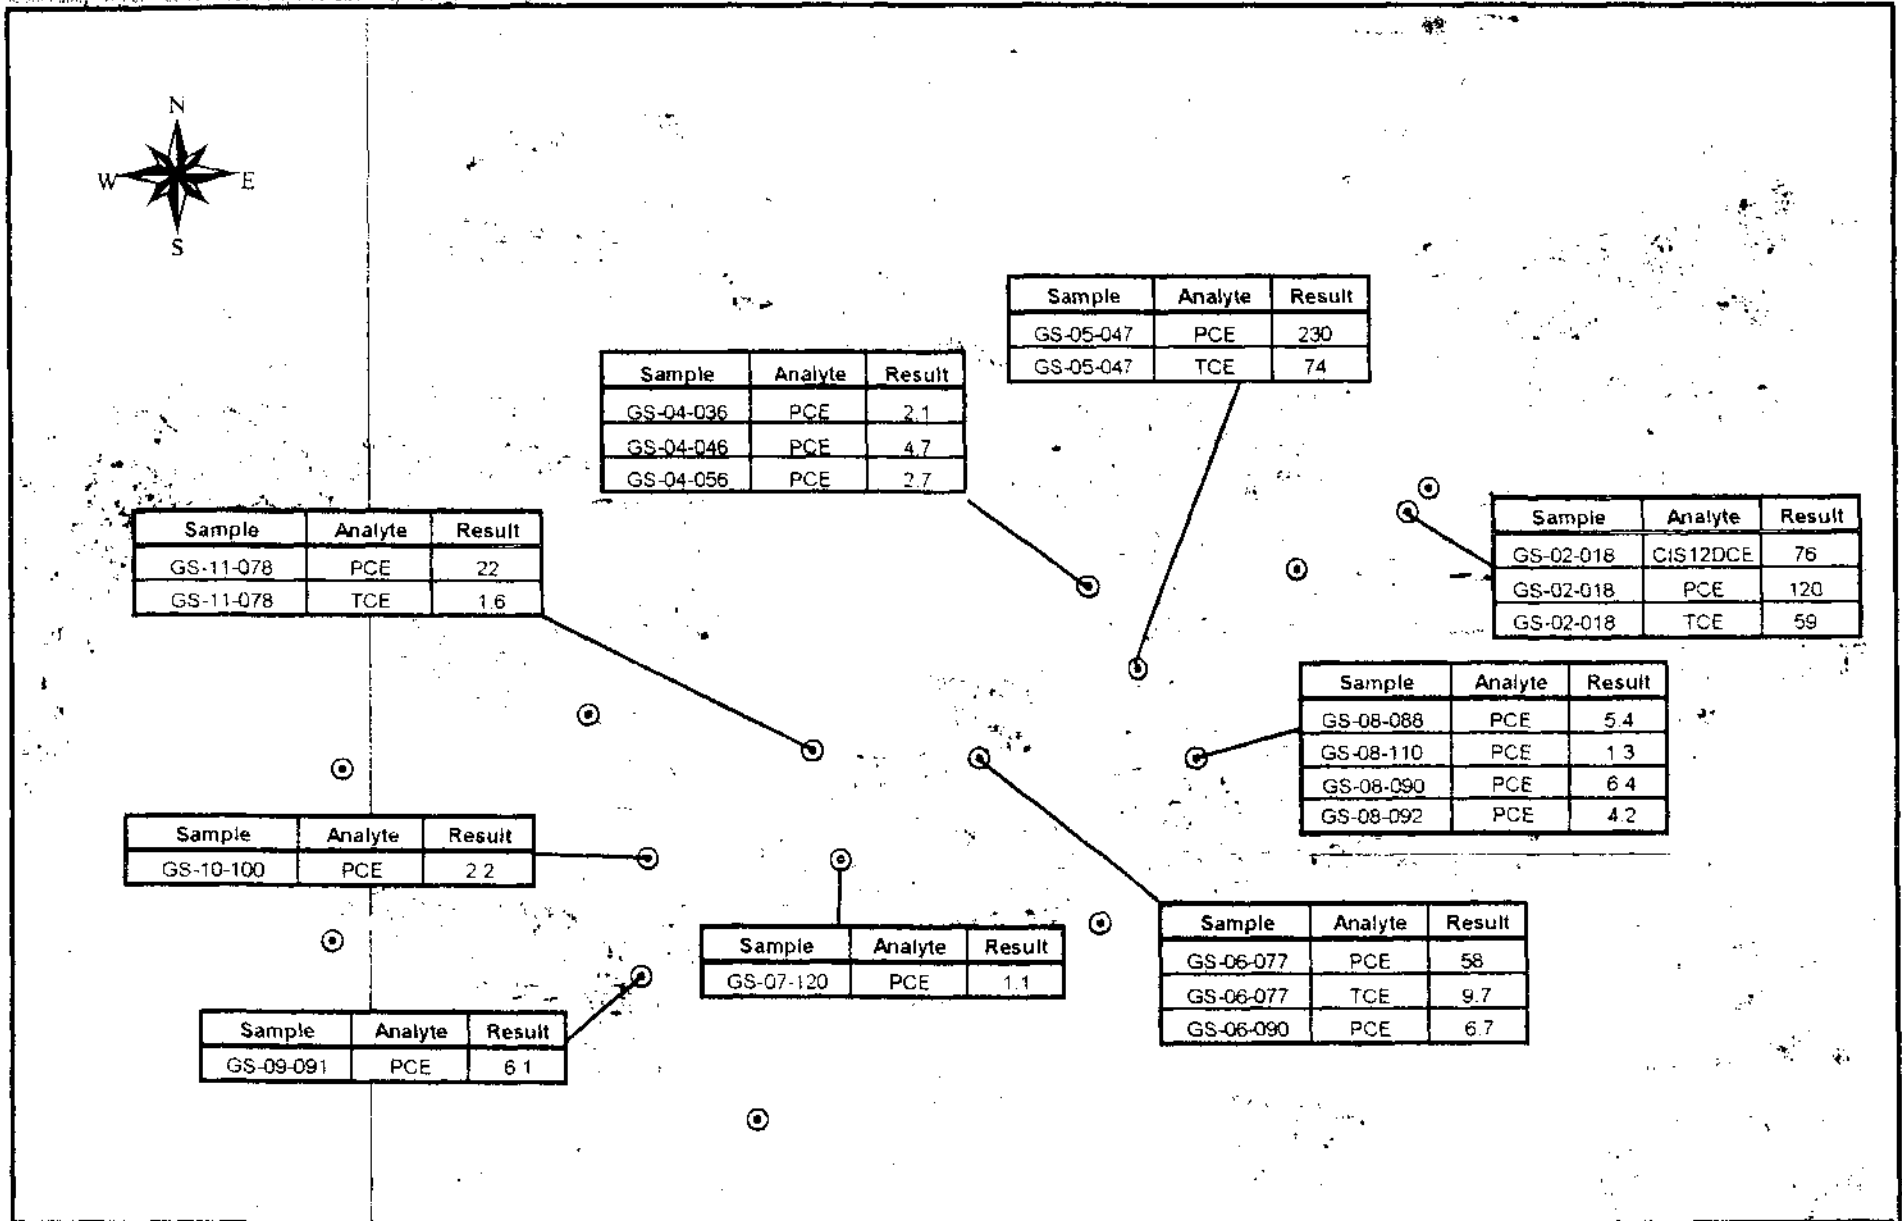 N
W E
S
Sample Analyte Result
GS-05-047 PCE 230
GS-05-047 TCE 74
Sample Analyte Result
GS-04-036 PCE 2.1
GS-04-046 PCE 4.7
GS-04-056 PCE 2.7
Sample Analyte Result
GS-11-078 PCE 22
GS-11-078 TCE 1.6
Sample Analyte Result
GS-02-018 CIS12DCE 76
GS-02-018 PCE 120
GS-02-018 TCE 59
Sample Analyte Result
GS-08-088 PCE 5.4
GS-08-110 PCE 1 3
GS-08-090 PCE 6 4
GS-08-092 PCE 4.2
Sample Analyte Result
GS-10-100 PCE 2 2
Sample Analyte Result
GS-07-120 PCE 1.1
Sample Analyte Result
GS-06-077 PCE 58
GS-06-077 TCE 9.7
GS-06-090 PCE 6.7
Sample Analyte Result
GS-09-091 PCE 6 1